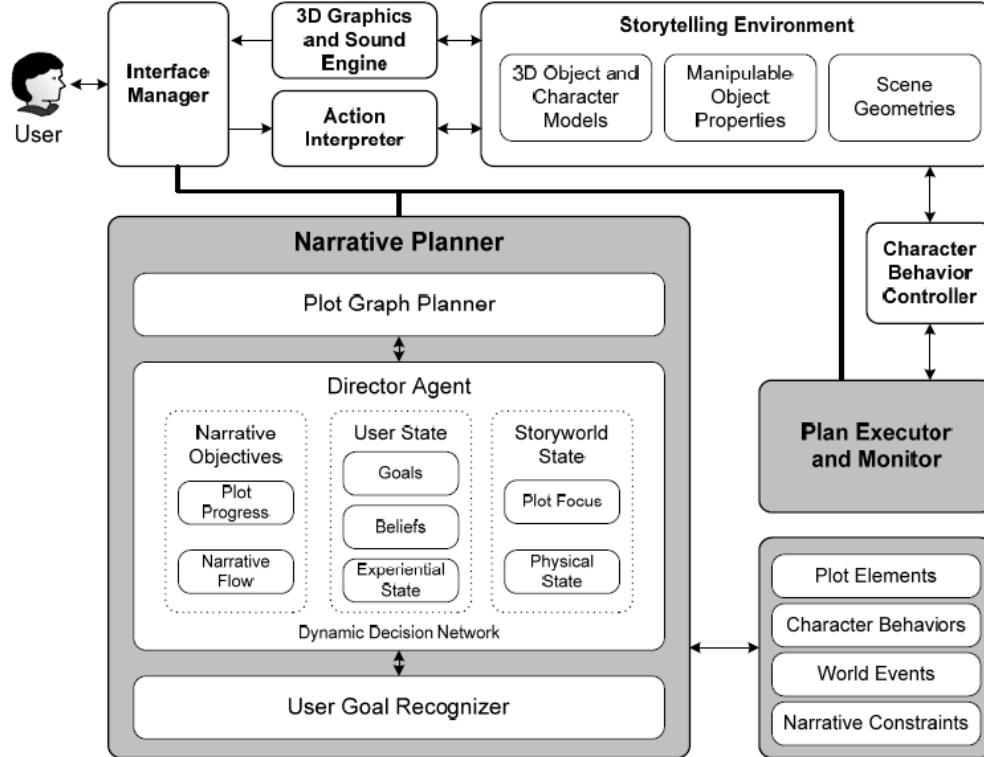 User
Interface
Manager
3D Graphics
and Sound
Engine
Action
Interpreter
Storytelling Environment
3D Object and
Character
Models
Manipulable
Object
Properties
Scene
Geometries
Character
Behavior
Controller
Narrative Planner
Plot Graph Planner
Director Agent
Narrative
Objectives
Plot
Progress
Narrative
Flow
User State
Goals
Beliefs
Experiential
State
Storyworld
State
Plot Focus
Physical
State
Dynamic Decision Network
User Goal Recognizer
Plan Executor
and Monitor
Plot Elements
Character Behaviors
World Events
Narrative Constraints